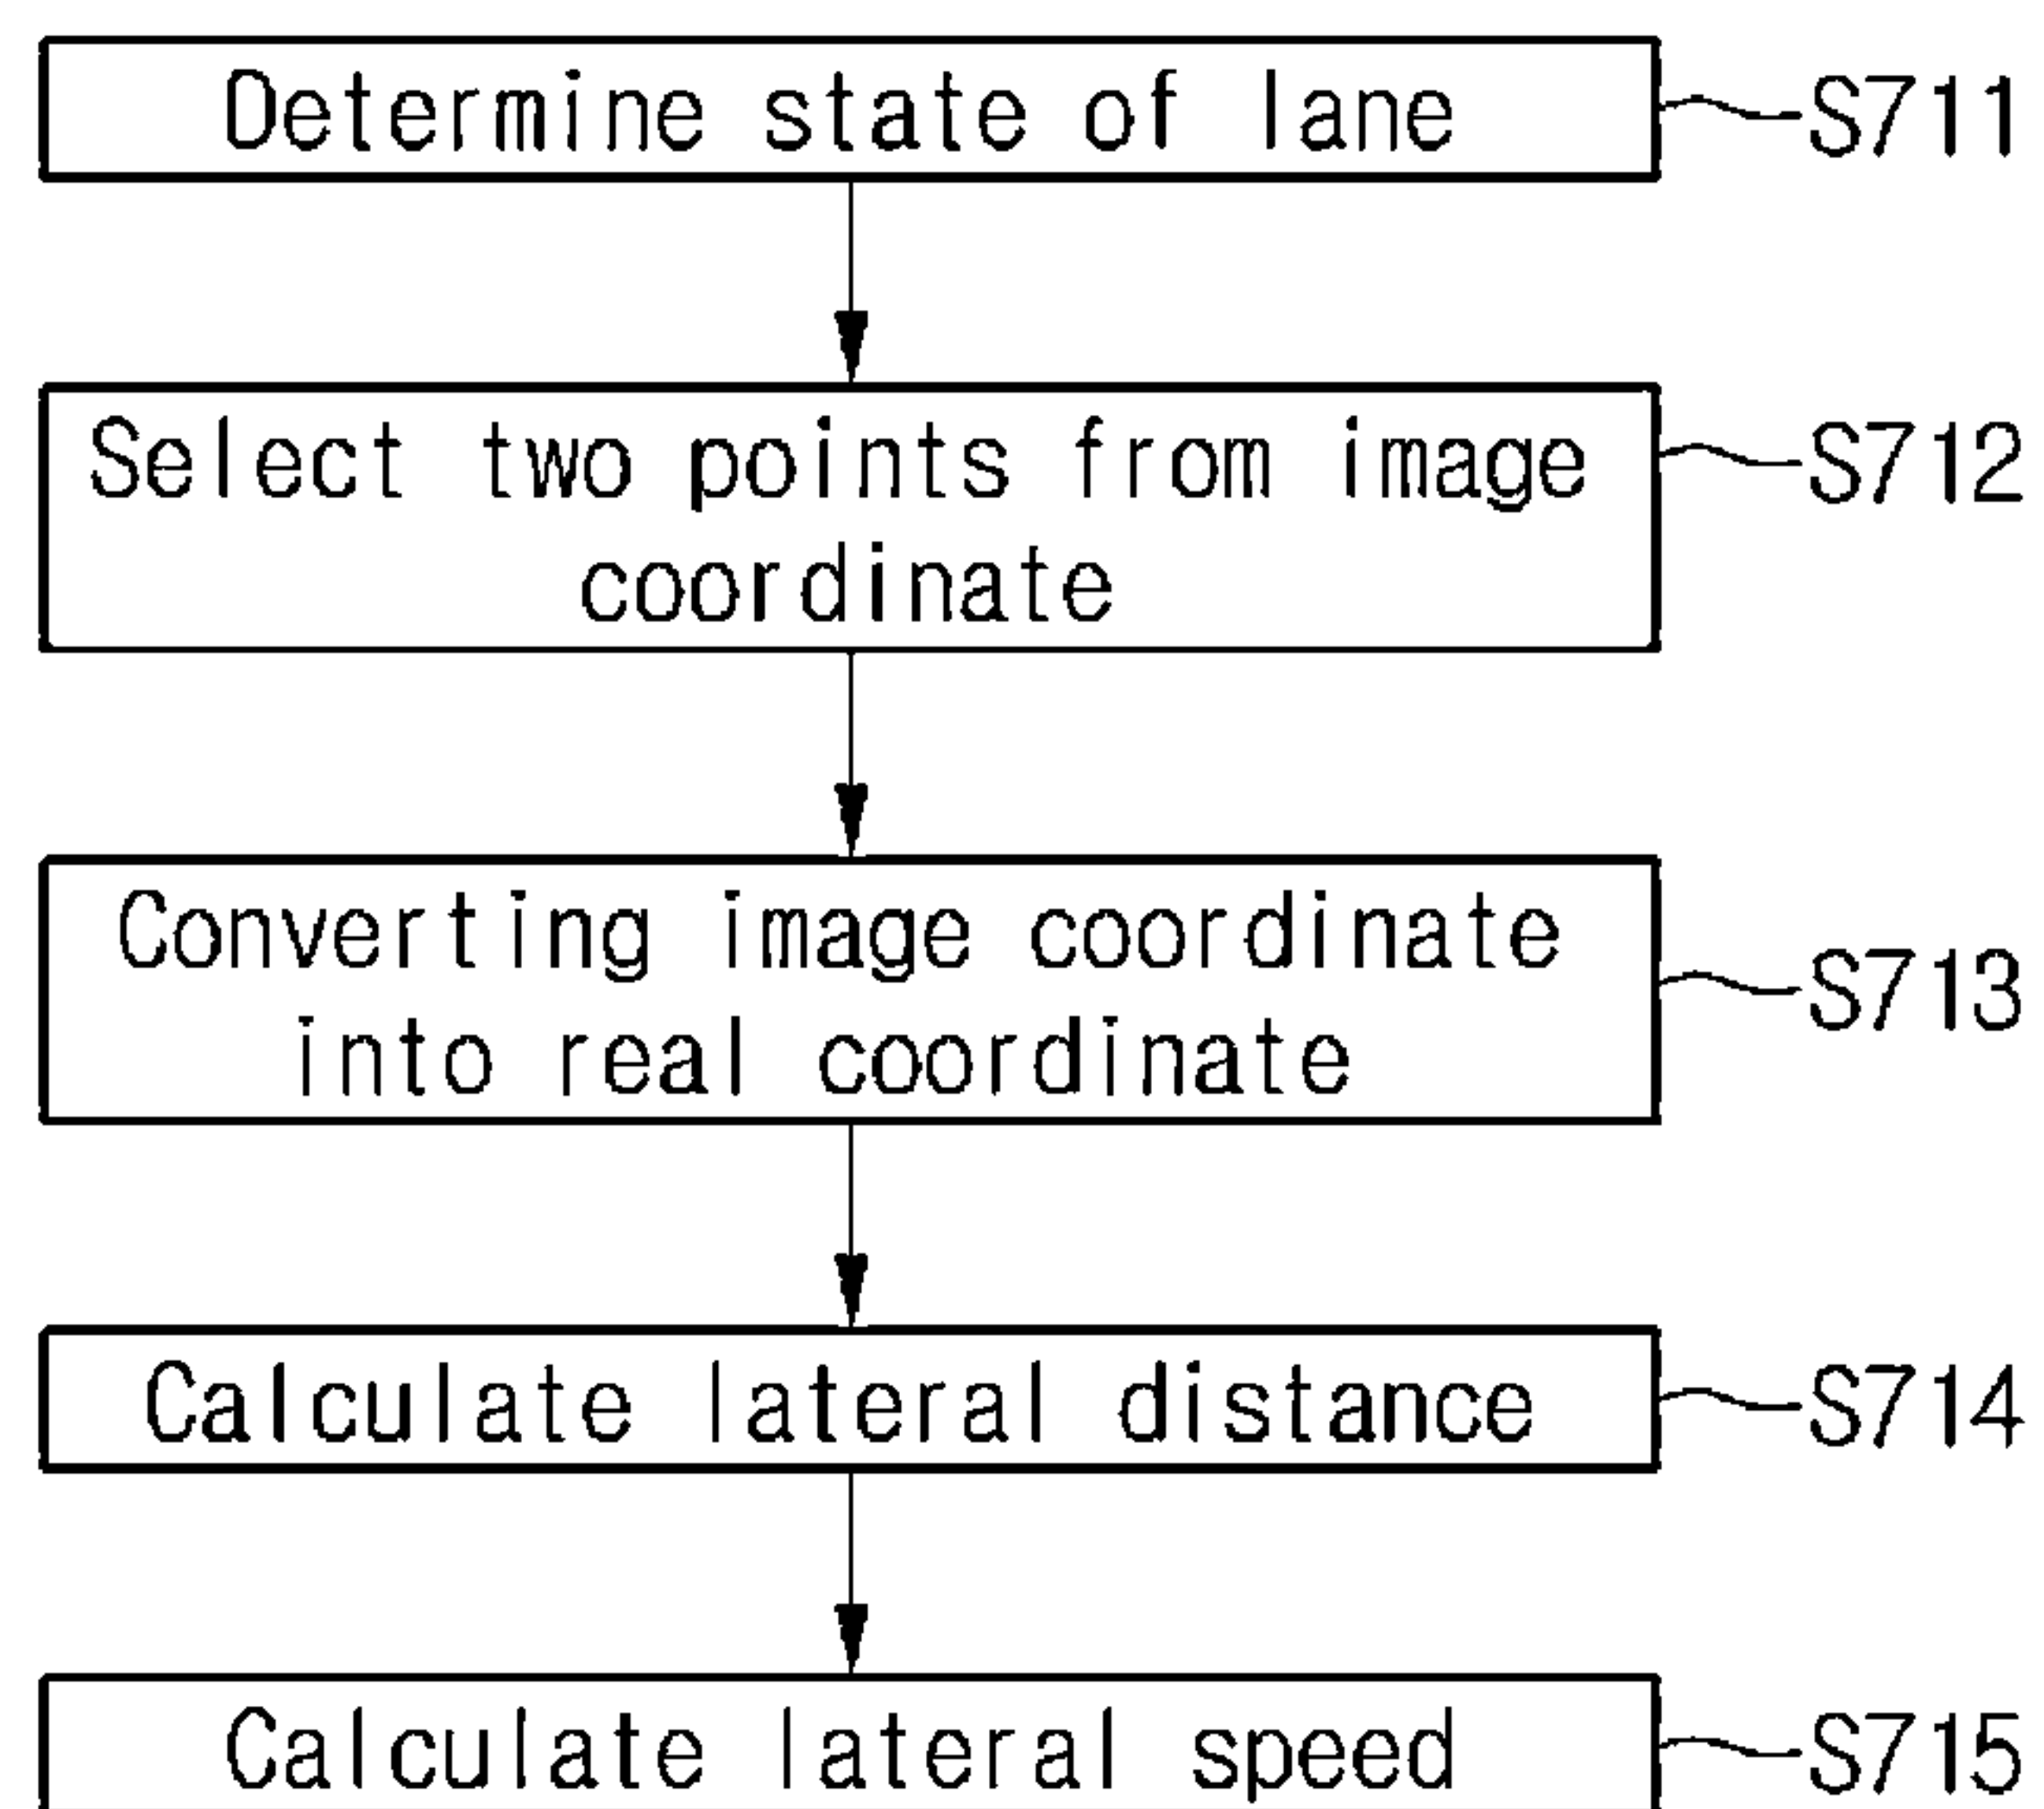 Determine state of lane
S711
Select two points from image
coordinate
S712
Converting image coordinate
into real coordinate
S713
Calculate lateral distance
S714
Calculate lateral speed
S715